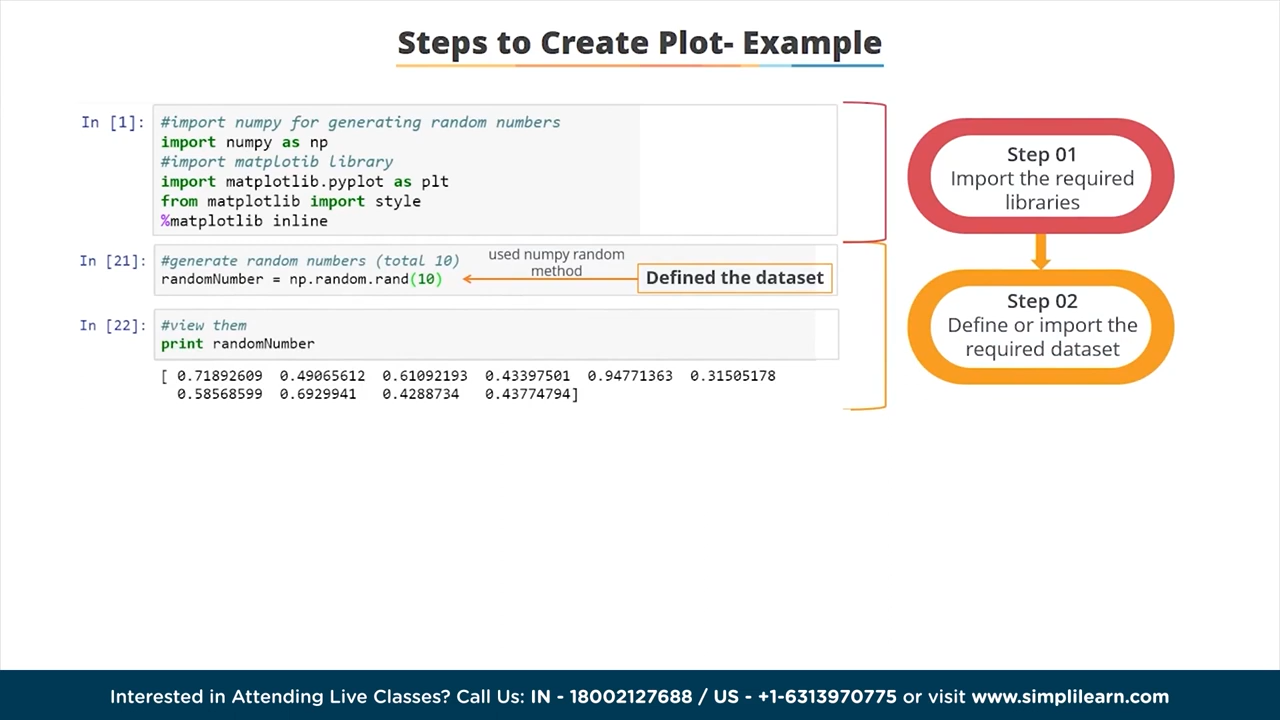 Steps to Create Plot- Example
In [1]:
#import numpy for generating random numbers
import numpy as np
#import matplotib library
import matplotlib.pyplot as plt
from matplotlib import style
%matplotlib inline
In [21]:
#generate random numbers (total 10)
randomNumber = np.random.rand(10)
used numpy random
method
Defined the dataset
In [22]:
#view them
print randomNumber
[ 0.71892609 0.49065612 0.61092193 0.43397501 0.94771363 0.31505178
0.58568599 0.6929941 0.4288734 0.43774794]
Step 01
Import the required
libraries
Step 02
Define or import the
required dataset
Interested in Attending Live Classes? Call Us: IN - 18002127688 / US - +1-6313970775 or visit www.simplilearn.com